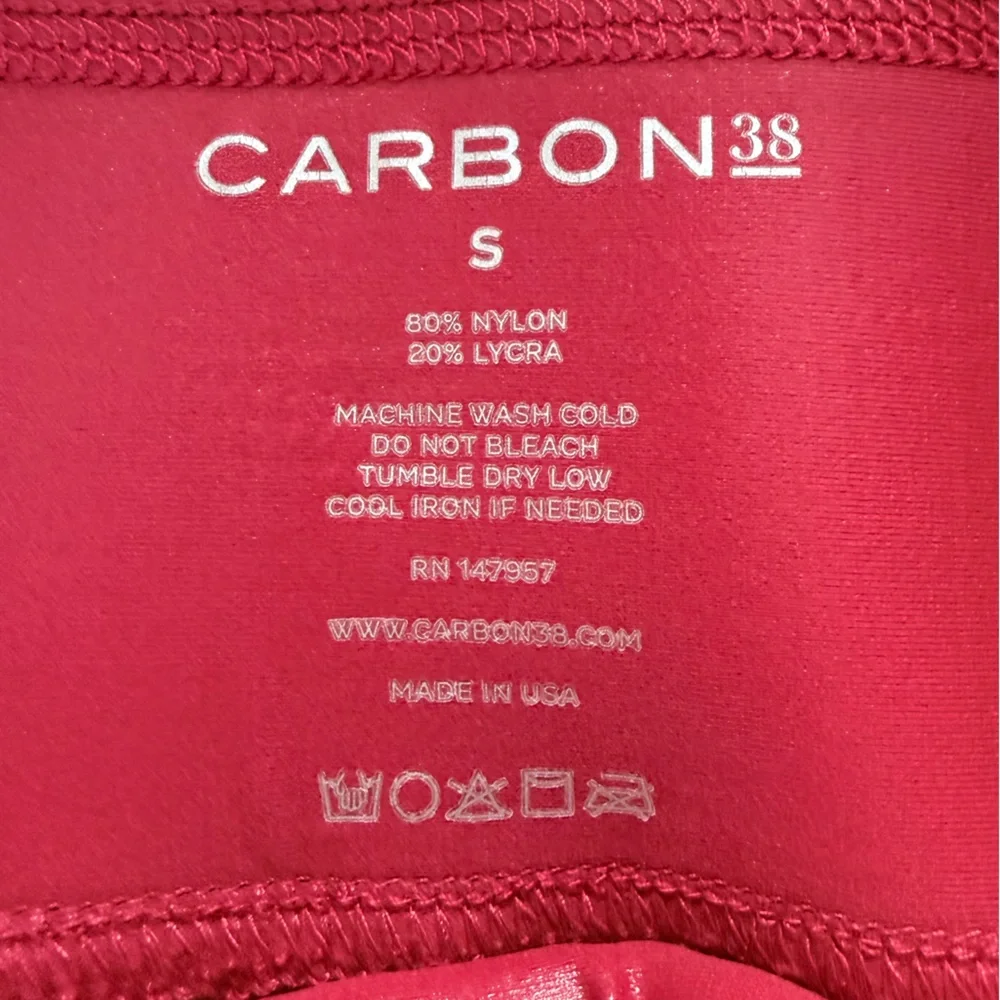 CARBON38
S
80% NYLON
20% LYCRA
MACHINE WASH COLD
DO NOT BLEACH
TUMBLE DRY LOW
COOL IRON IF NEEDED
RN 147957
WWW.CARBON38.COM
MADE IN USA